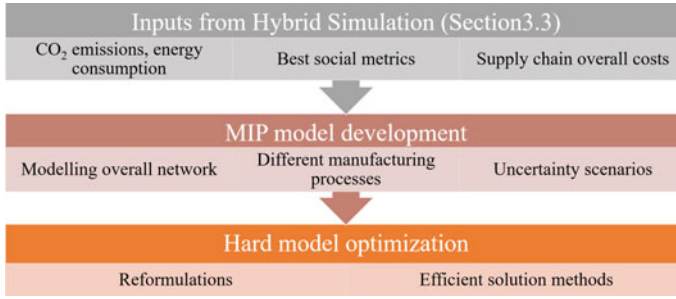 Inputs from Hybrid Simulation (Section3.3)
CO₂ emissions, energy consumption
Best social metrics
Supply chain overall costs
MIP model development
Modelling overall network
Different manufacturing processes
Uncertainty scenarios
Hard model optimization
Reformulations
Efficient solution methods